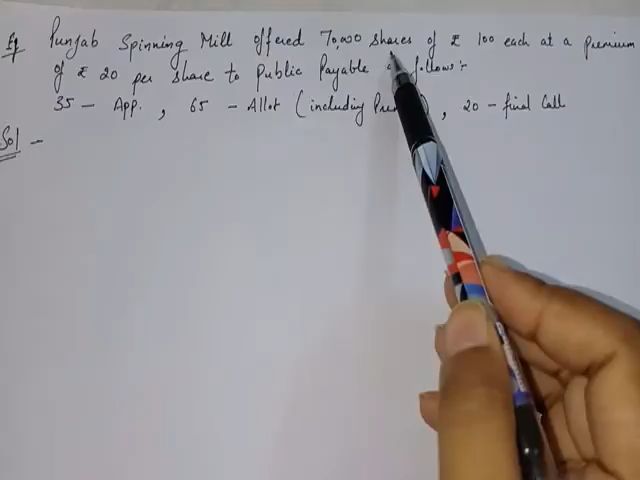 Eg Punjab Spinning Mill offered 70,000 shares of ₹ 100 each at a premium
of ₹ 20 per share to Public Payable follows:-
35 - App. , 65 - Allot (including ) , 20 - final Call
Sol -